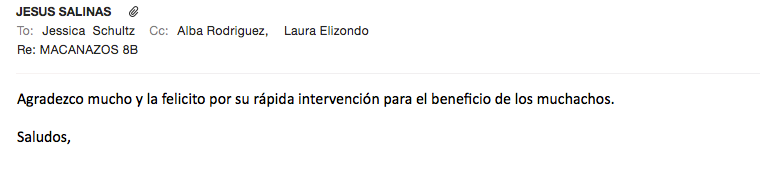 JESUS SALINAS
To: Jessica Schultz Cc: Alba Rodriguez, Laura Elizondo
Re: MACANAZOS 8B
Agradezco mucho y la felicito por su rápida intervención para el beneficio de los muchachos.
Saludos,